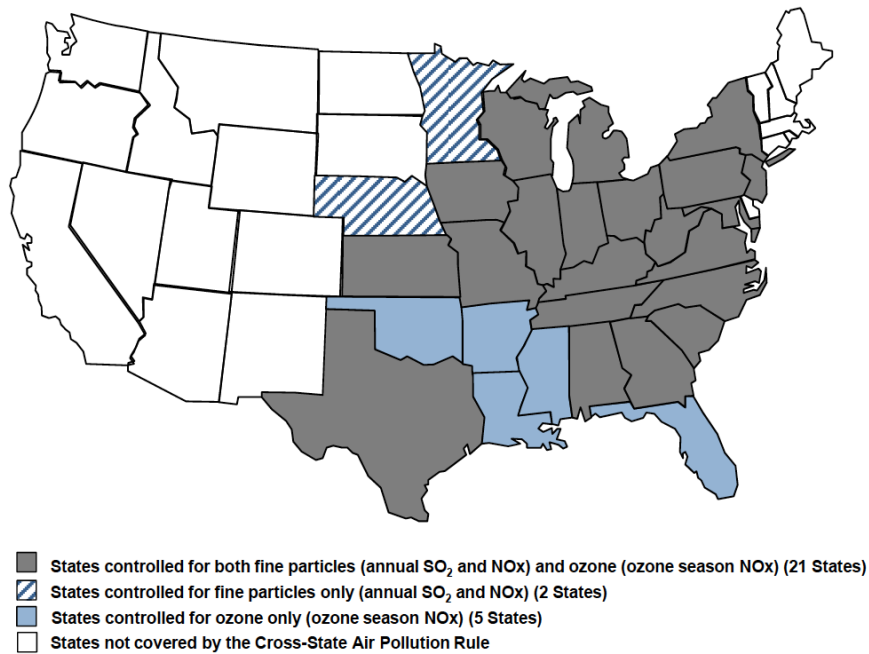 States controlled for both fine particles (annual SO₂ and NOx) and ozone (ozone season NOx) (21 States)
States controlled for fine particles only (annual SO₂ and NOx) (2 States)
States controlled for ozone only (ozone season NOx) (5 States)
States not covered by the Cross-State Air Pollution Rule